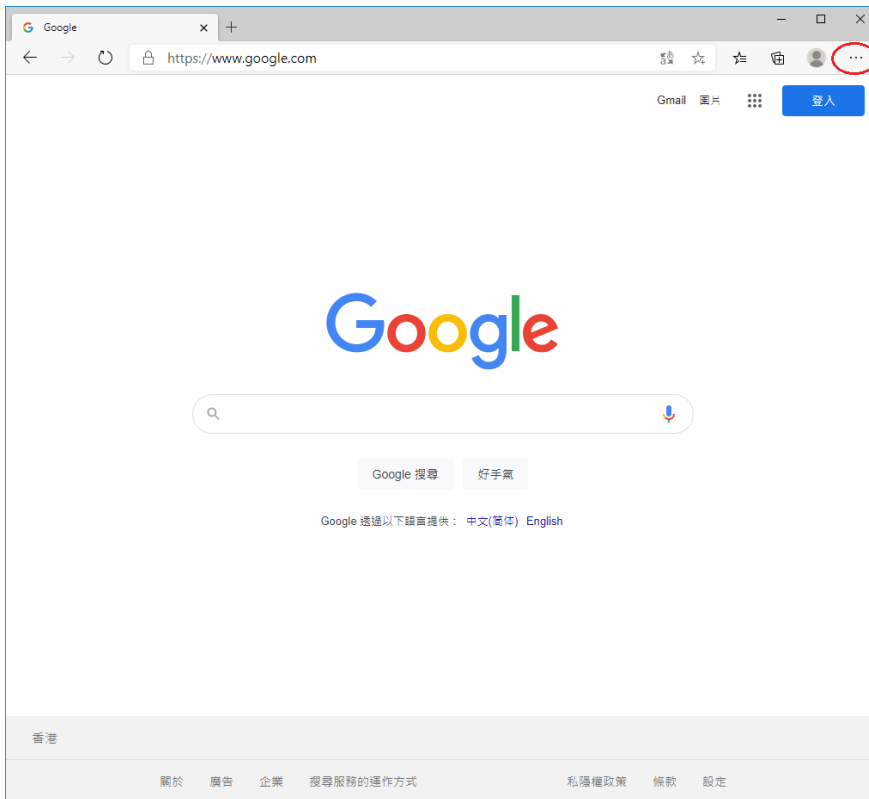 Google
https://www.google.com
Gmail 圖片 登入
Google
Google 搜尋 好手氣
Google 透過以下語言提供： 中文(简体) English
香港
關於 廣告 企業 搜尋服務的運作方式 私隱權政策 條款 設定